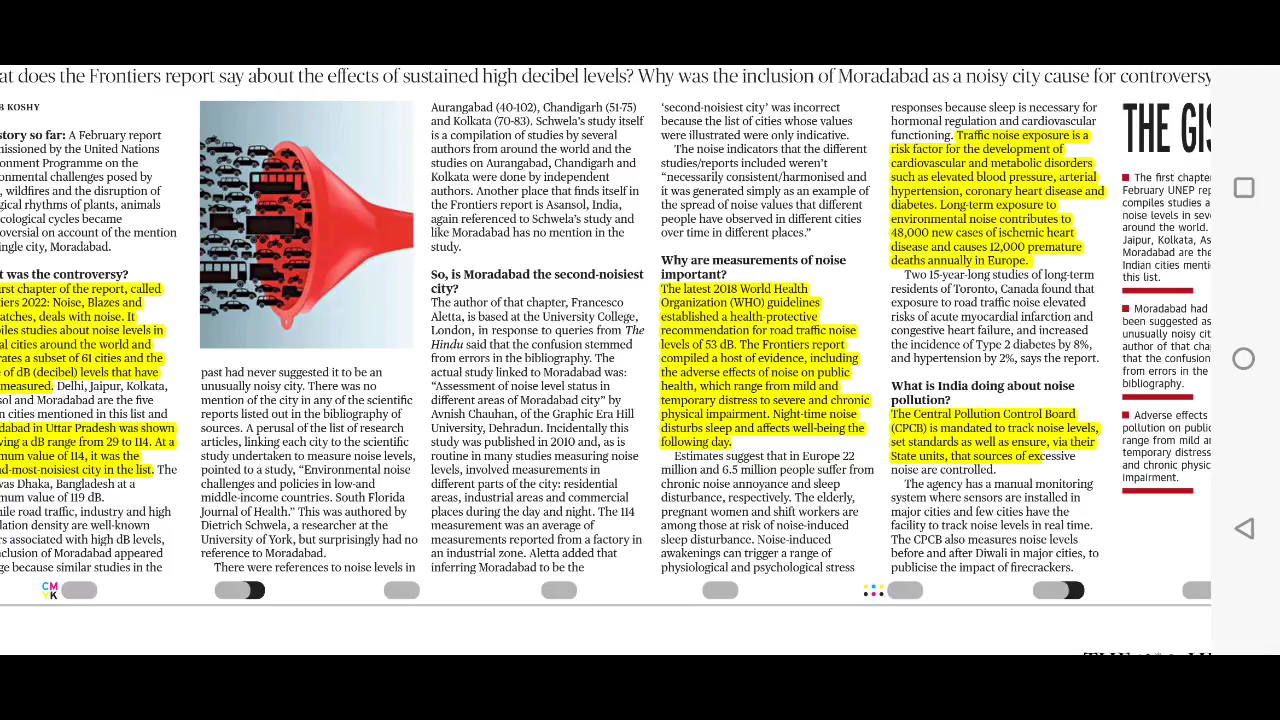 at does the Frontiers report say about the effects of sustained high decibel levels? Why was the inclusion of Moradabad as a noisy city cause for controversy
B KOSHY
story so far: A February report
missioned by the United Nations
ronment Programme on the
onmental challenges posed by
, wildfires and the disruption of
gical rhythms of plants, animals
cological cycles became
oversial on account of the mention
ingle city, Moradabad.
t was the controversy?
irst chapter of the report, called
tiers 2022: Noise, Blazes and
atches, deals with noise. It
piles studies about noise levels in
al cities around the world and
rates a subset of 61 cities and the
e of dB (decibel) levels that have
measured. Delhi, Jaipur, Kolkata,
sol and Moradabad are the five
n cities mentioned in this list and
dabad in Uttar Pradesh was shown
ving a dB range from 29 to 114. At a
mum value of 114, it was the
nd-most-noisiest city in the list. The
was Dhaka, Bangladesh at a
mum value of 119 dB.
hile road traffic, industry and high
lation density are well-known
rs associated with high dB levels,
nclusion of Moradabad appeared
ge because similar studies in the
past had never suggested it to be an
unusually noisy city. There was no
mention of the city in any of the scientific
reports listed out in the bibliography of
sources. A perusal of the list of research
articles, linking each city to the scientific
study undertaken to measure noise levels,
pointed to a study, “Environmental noise
challenges and policies in low-and
middle-income countries. South Florida
Journal of Health.” This was authored by
Dietrich Schwela, a researcher at the
University of York, but surprisingly had no
reference to Moradabad.
There were references to noise levels in
Aurangabad (40-102), Chandigarh (51-75)
and Kolkata (70-83). Schwela’s study itself
is a compilation of studies by several
authors from around the world and the
studies on Aurangabad, Chandigarh and
Kolkata were done by independent
authors. Another place that finds itself in
the Frontiers report is Asansol, India,
again referenced to Schwela’s study and
like Moradabad has no mention in the
study.
So, is Moradabad the second-noisiest
city?
The author of that chapter, Francesco
Aletta, is based at the University College,
London, in response to queries from The
Hindu said that the confusion stemmed
from errors in the bibliography. The
actual study linked to Moradabad was:
“Assessment of noise level status in
different areas of Moradabad city” by
Avnish Chauhan, of the Graphic Era Hill
University, Dehradun. Incidentally this
study was published in 2010 and, as is
routine in many studies measuring noise
levels, involved measurements in
different parts of the city: residential
areas, industrial areas and commercial
places during the day and night. The 114
measurement was an average of
measurements reported from a factory in
an industrial zone. Aletta added that
inferring Moradabad to be the
‘second-noisiest city’ was incorrect
because the list of cities whose values
were illustrated were only indicative.
The noise indicators that the different
studies/reports included weren’t
“necessarily consistent/harmonised and
it was generated simply as an example of
the spread of noise values that different
people have observed in different cities
over time in different places.”
Why are measurements of noise
important?
The latest 2018 World Health
Organization (WHO) guidelines
established a health-protective
recommendation for road traffic noise
levels of 53 dB. The Frontiers report
compiled a host of evidence, including
the adverse effects of noise on public
health, which range from mild and
temporary distress to severe and chronic
physical impairment. Night-time noise
disturbs sleep and affects well-being the
following day.
Estimates suggest that in Europe 22
million and 6.5 million people suffer from
chronic noise annoyance and sleep
disturbance, respectively. The elderly,
pregnant women and shift workers are
among those at risk of noise-induced
sleep disturbance. Noise-induced
awakenings can trigger a range of
physiological and psychological stress
responses because sleep is necessary for
hormonal regulation and cardiovascular
functioning. Traffic noise exposure is a
risk factor for the development of
cardiovascular and metabolic disorders
such as elevated blood pressure, arterial
hypertension, coronary heart disease and
diabetes. Long-term exposure to
environmental noise contributes to
48,000 new cases of ischemic heart
disease and causes 12,000 premature
deaths annually in Europe.
Two 15-year-long studies of long-term
residents of Toronto, Canada found that
exposure to road traffic noise elevated
risks of acute myocardial infarction and
congestive heart failure, and increased
the incidence of Type 2 diabetes by 8%,
and hypertension by 2%, says the report.
What is India doing about noise
pollution?
The Central Pollution Control Board
(CPCB) is mandated to track noise levels,
set standards as well as ensure, via their
State units, that sources of excessive
noise are controlled.
The agency has a manual monitoring
system where sensors are installed in
major cities and few cities have the
facility to track noise levels in real time.
The CPCB also measures noise levels
before and after Diwali in major cities, to
publicise the impact of firecrackers.
THE GIS
The first chapter
February UNEP rep
compiles studies a
noise levels in seve
around the world.
Jaipur, Kolkata, As
Moradabad are the
Indian cities menti
this list.
Moradabad had
been suggested as
unusually noisy cit
author of that chap
that the confusion
from errors in the
bibliography.
Adverse effects
pollution on public
range from mild an
temporary distress
and chronic physic
impairment.
CM
YK